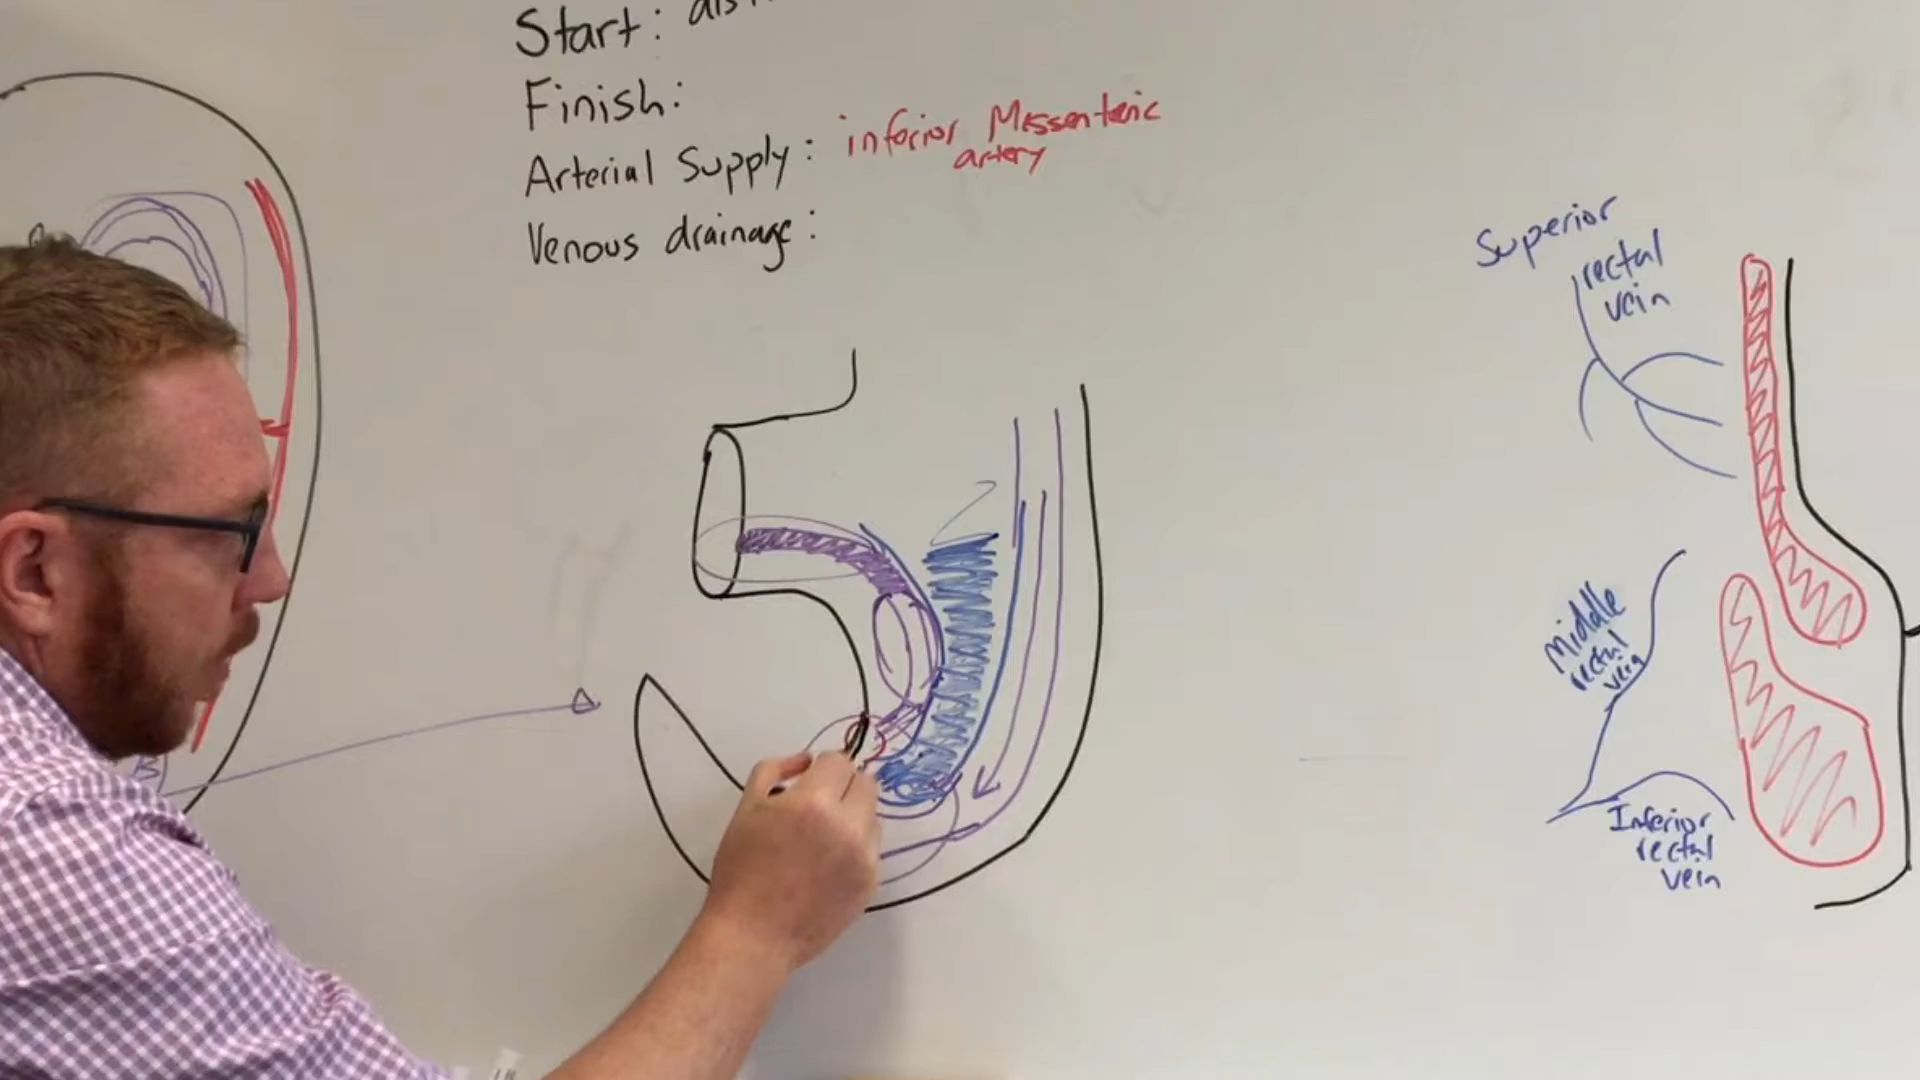 Start:
Finish:
Arterial Supply: inferior Messenteric
artery
Venous drainage:
Superior
rectal
vein
Middle
rectal
vein
Inferior
rectal
vein